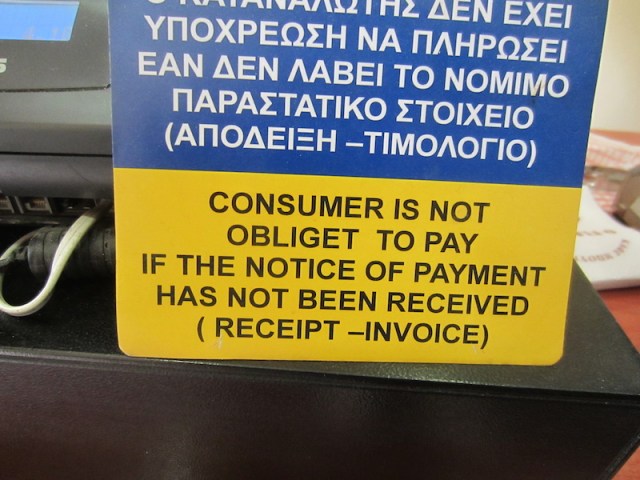 Ο ΚΑΤΑΝΑΛΩΤΗΣ ΔΕΝ ΕΧΕΙ
ΥΠΟΧΡΕΩΣΗ ΝΑ ΠΛΗΡΩΣΕΙ
ΕΑΝ ΔΕΝ ΛΑΒΕΙ ΤΟ ΝΟΜΙΜΟ
ΠΑΡΑΣΤΑΤΙΚΟ ΣΤΟΙΧΕΙΟ
(ΑΠΟΔΕΙΞΗ –ΤΙΜΟΛΟΓΙΟ)
CONSUMER IS NOT
OBLIGET TO PAY
IF THE NOTICE OF PAYMENT
HAS NOT BEEN RECEIVED
( RECEIPT –INVOICE)